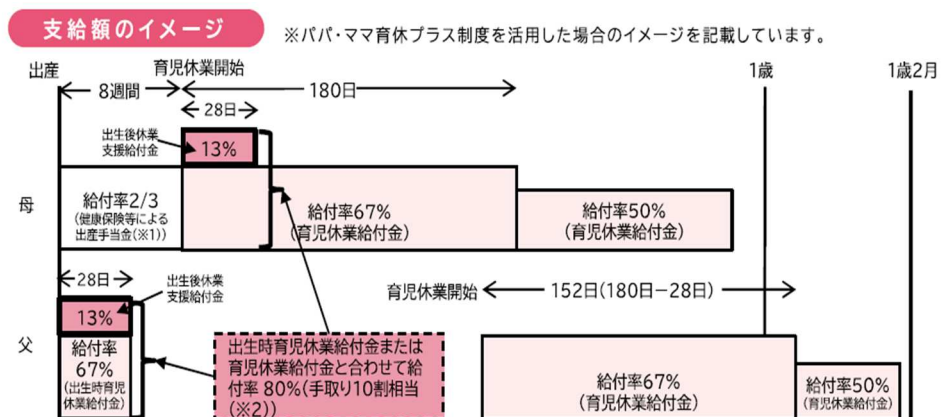 支給額のイメージ
※パパ・ママ育休プラス制度を活用した場合のイメージを記載しています。
出産
育児休業開始
1歳
1歳2月
8週間
180日
28日
出生後休業
支援給付金
13%
母
給付率2/3
(健康保険等による
出産手当金(※1))
給付率67%
(育児休業給付金)
給付率50%
(育児休業給付金)
28日
出生後休業
支援給付金
育児休業開始
152日(180日－28日)
13%
父
給付率
67%
(出生時育児
休業給付金)
出生時育児休業給付金または
育児休業給付金と合わせて給
付率 80%(手取り10割相当
(※2))
給付率67%
(育児休業給付金)
給付率50%
(育児休業給付金)